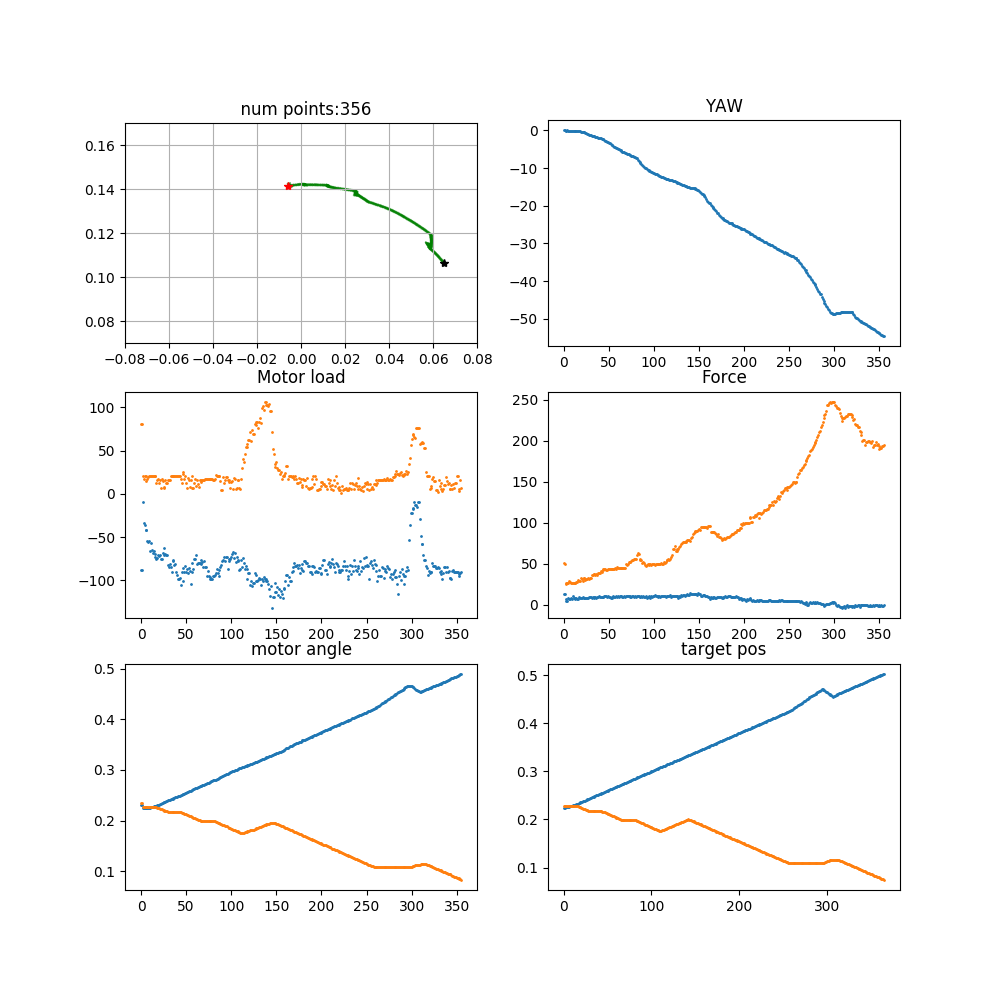 num points:356
YAW
0.16
0.14
0.12
0.10
0.08
−0.08 −0.06 −0.04 −0.02 0.00 0.02 0.04 0.06 0.08
0
−10
−20
−30
−40
−50
0 50 100 150 200 250 300 350
Motor load
Force
100
50
0
−50
−100
0 50 100 150 200 250 300 350
250
200
150
100
50
0
0 50 100 150 200 250 300 350
motor angle
target pos
0.5
0.4
0.3
0.2
0.1
0 50 100 150 200 250 300 350
0.5
0.4
0.3
0.2
0.1
0 100 200 300